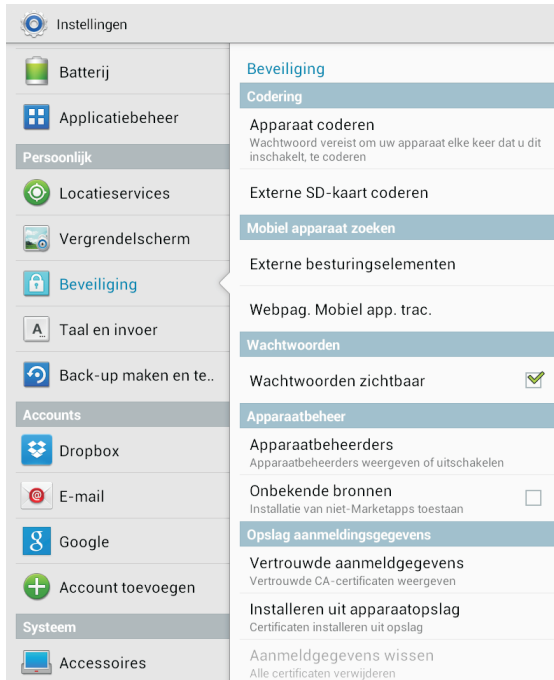 Instellingen
Batterij
Applicatiebeheer
Persoonlijk
Locatieservices
Vergrendelscherm
Beveiliging
A
Taal en invoer
Back-up maken en te..
Accounts
Dropbox
@
E-mail
8
Google
Account toevoegen
Systeem
Accessoires
Beveiliging
Codering
Apparaat coderen
Wachtwoord vereist om uw apparaat elke keer dat u dit
inschakelt, te coderen
Externe SD-kaart coderen
Mobiel apparaat zoeken
Externe besturingselementen
Webpag. Mobiel app. trac.
Wachtwoorden
Wachtwoorden zichtbaar
Apparaatbeheer
Apparaatbeheerders
Apparaatbeheerders weergeven of uitschakelen
Onbekende bronnen
Installatie van niet-Marketapps toestaan
Opslag aanmeldingsgegevens
Vertrouwde aanmeldgegevens
Vertrouwde CA-certificaten weergeven
Installeren uit apparaatopslag
Certificaten installeren uit opslag
Aanmeldgegevens wissen
Alle certificaten verwijderen